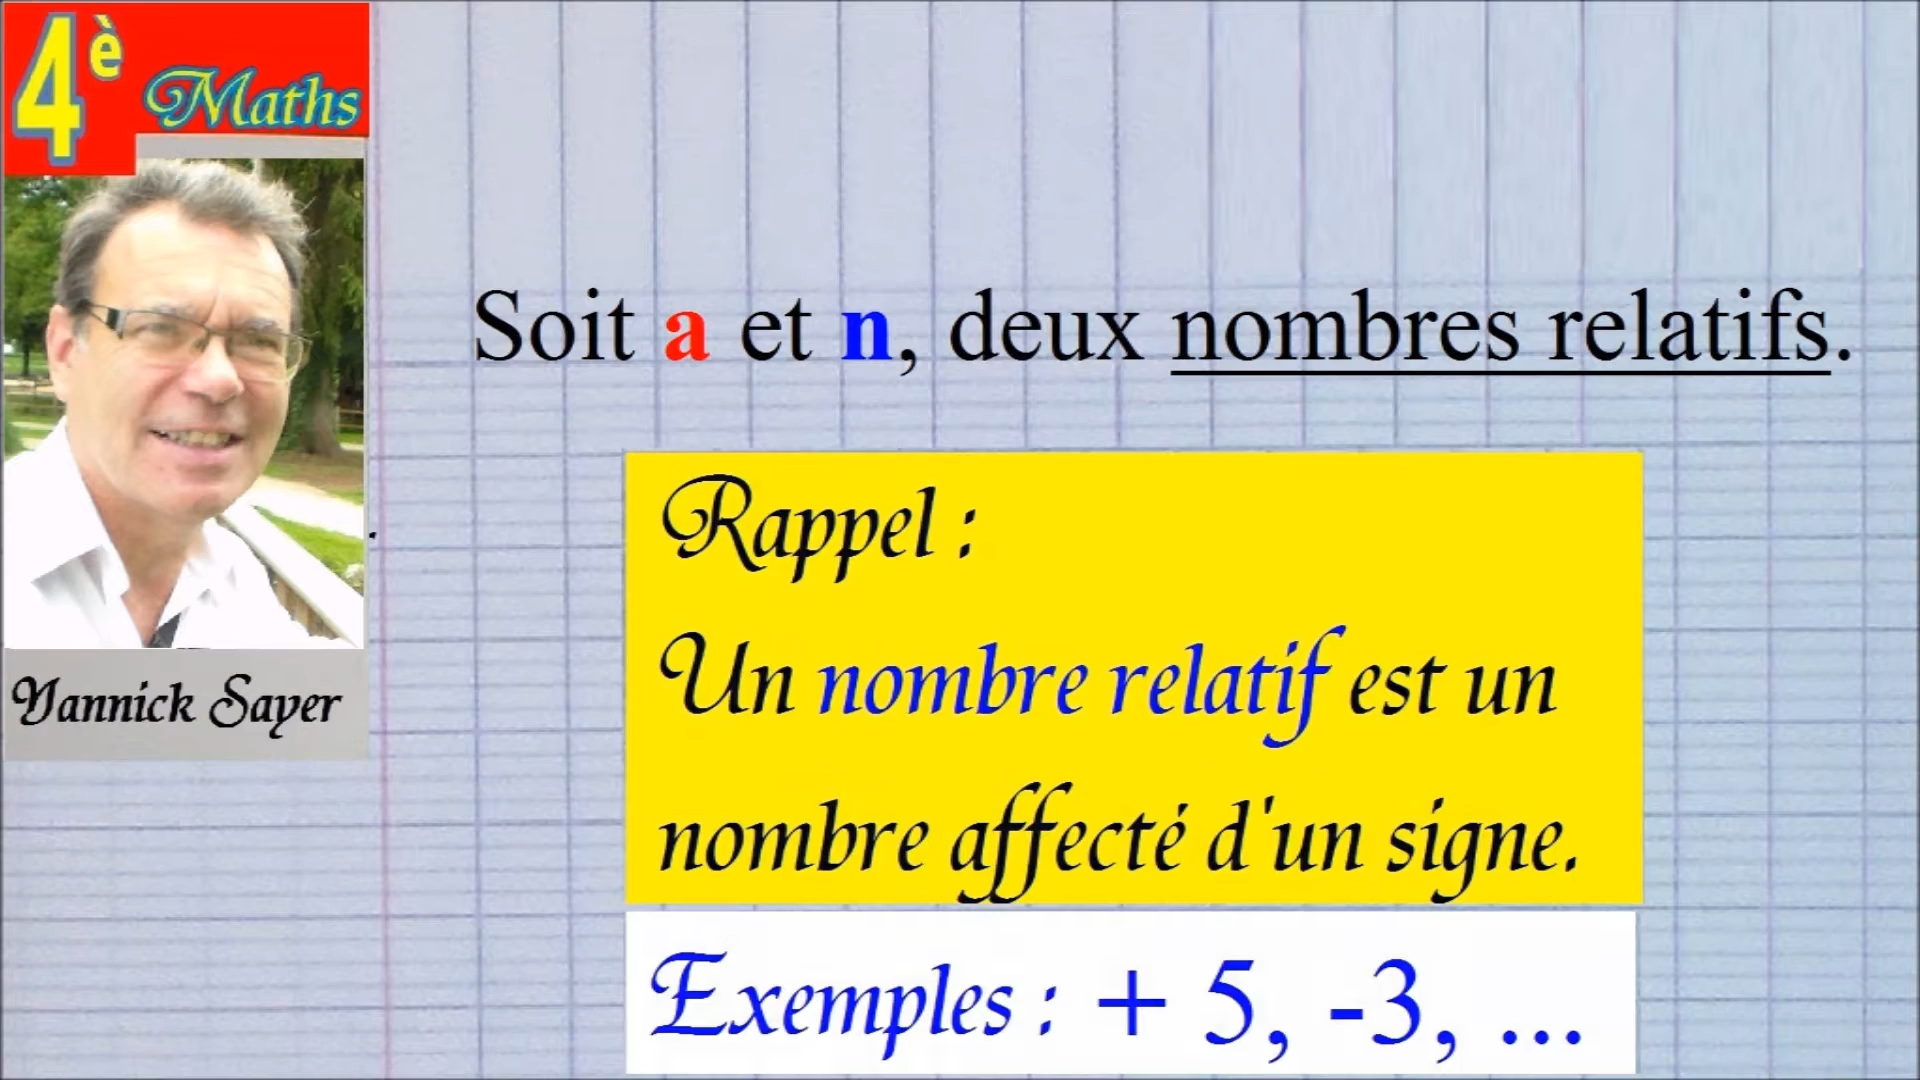 4è
Maths
Yannick Sayer
Soit a et n, deux nombres relatifs.
Rappel :
Un nombre relatif est un
nombre affecté d'un signe.
Exemples : + 5, -3, ...